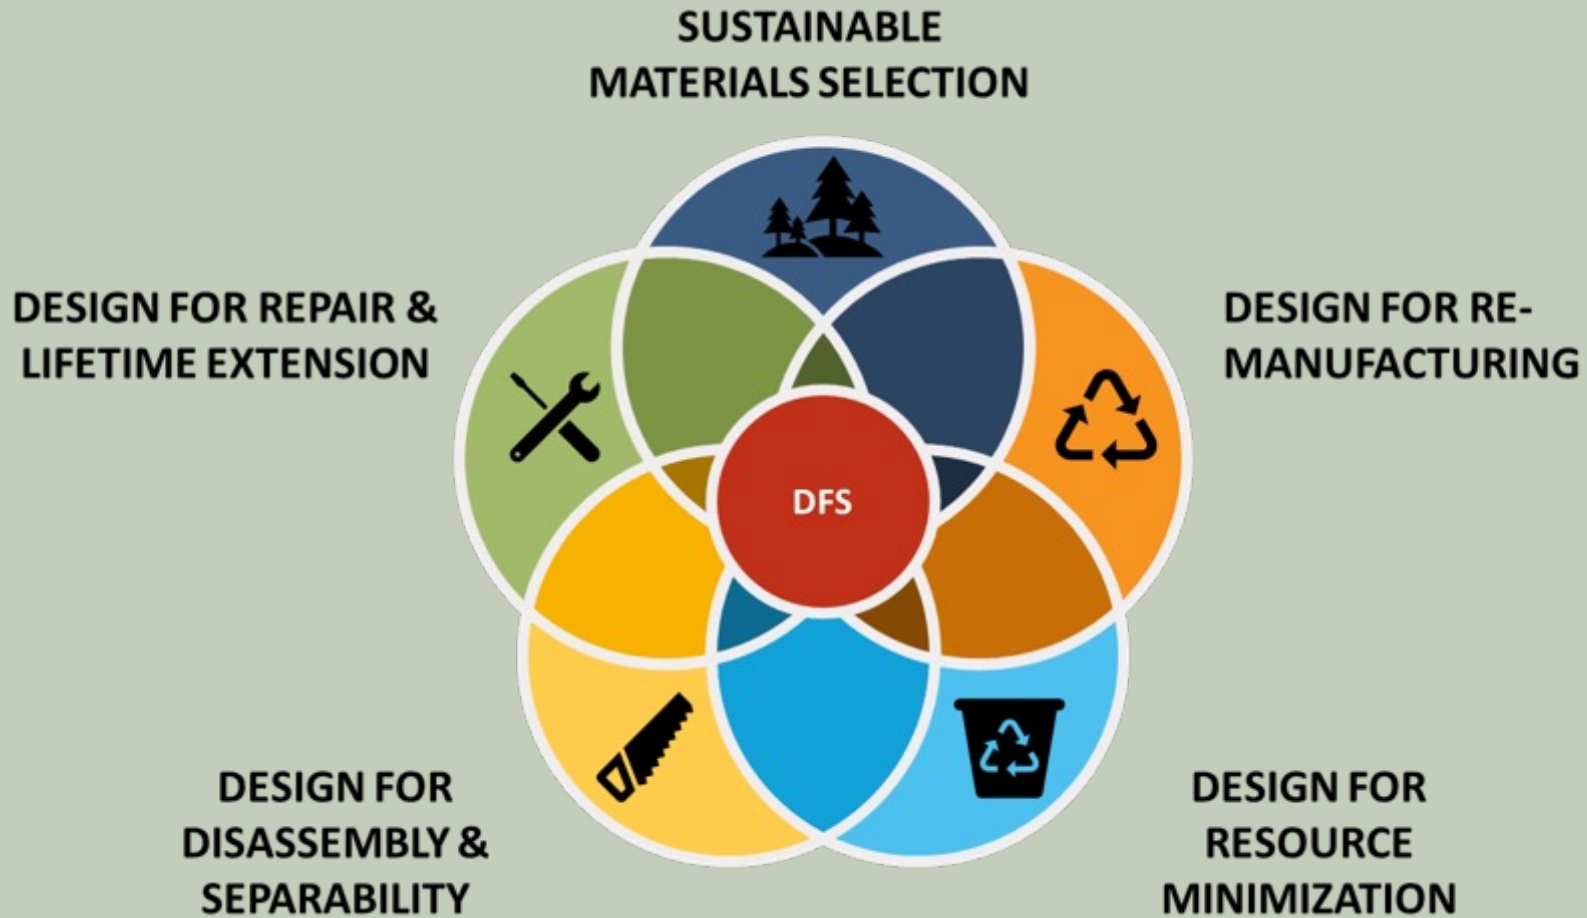 SUSTAINABLE
MATERIALS SELECTION
DESIGN FOR REPAIR &
LIFETIME EXTENSION
DESIGN FOR RE-
MANUFACTURING
DFS
DESIGN FOR
DISASSEMBLY &
SEPARABILITY
DESIGN FOR
RESOURCE
MINIMIZATION